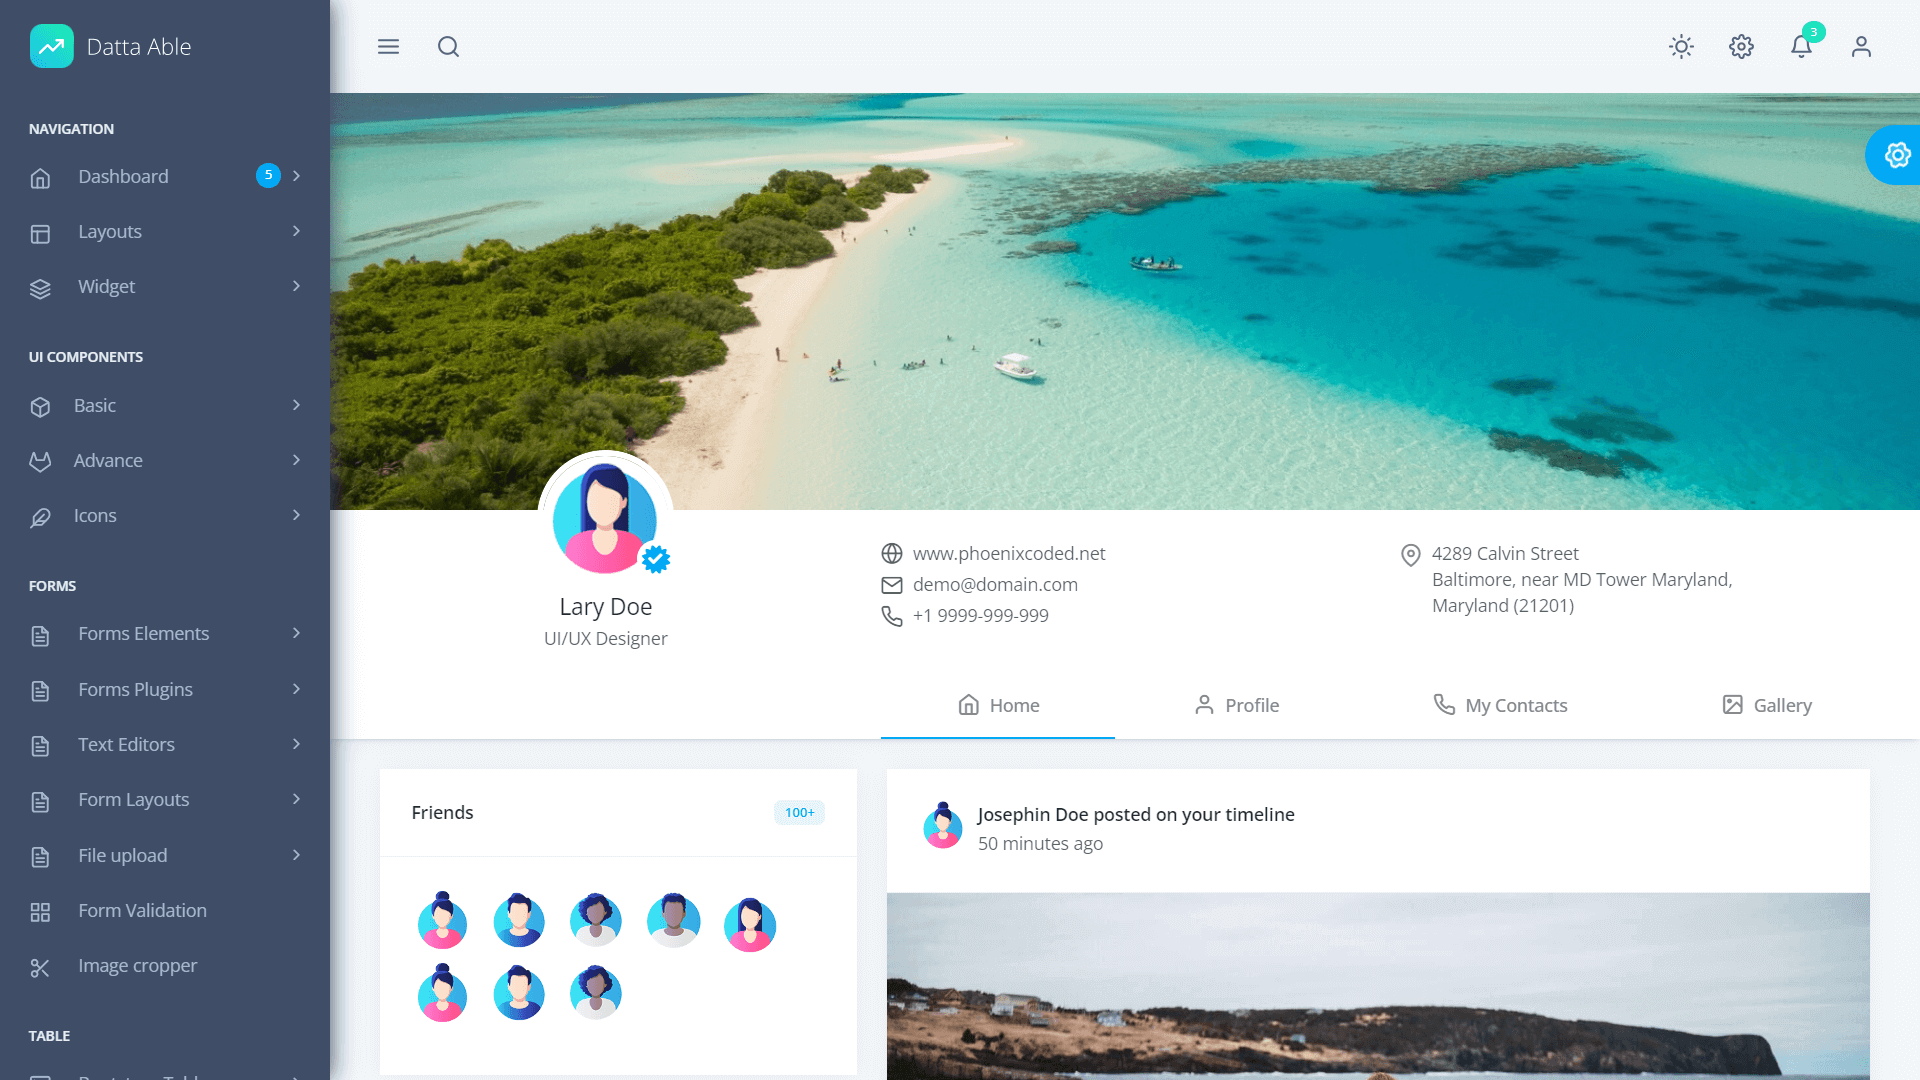 Datta Able
3
NAVIGATION
Dashboard
5
Layouts
Widget
UI COMPONENTS
Basic
Advance
Icons
FORMS
Forms Elements
Forms Plugins
Text Editors
Form Layouts
File upload
Form Validation
Image cropper
TABLE
Lary Doe
UI/UX Designer
www.phoenixcoded.net
demo@domain.com
+1 9999-999-999
4289 Calvin Street
Baltimore, near MD Tower Maryland,
Maryland (21201)
Home
Profile
My Contacts
Gallery
Friends
100+
Josephin Doe posted on your timeline
50 minutes ago